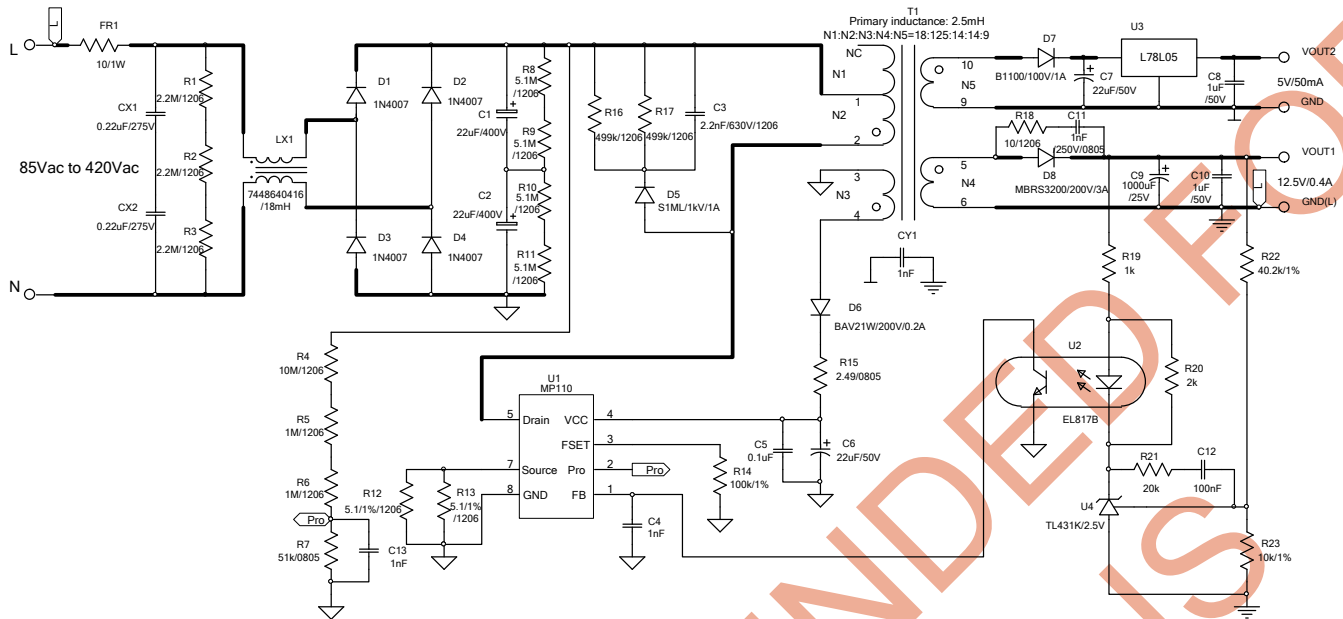 T1
Primary inductance: 2.5mH
N1:N2:N3:N4:N5=18:125:14:14:9
L
L
FR1
10/1W
R1
2.2M/1206
CX1
0.22uF/275V
R2
2.2M/1206
CX2
0.22uF/275V
R3
2.2M/1206
85Vac to 420Vac
N
LX1
7448640416
/18mH
D1
1N4007
D2
1N4007
D3
1N4007
D4
1N4007
C1
22uF/400V
C2
22uF/400V
R8
5.1M
/1206
R9
5.1M
/1206
R10
5.1M
/1206
R11
5.1M
/1206
R16
499k/1206
R17
499k/1206
C3
2.2nF/630V/1206
D5
S1ML/1kV/1A
NC
N1
1
N2
2
3
N3
4
10
N5
9
5
N4
6
D7
B1100/100V/1A
C7
22uF/50V
U3
L78L05
C8
1uF
/50V
VOUT2
5V/50mA
GND
R18
10/1206
C11
1nF
/250V/0805
D8
MBRS3200/200V/3A
C9
1000uF
/25V
C10
1uF
/50V
L
VOUT1
12.5V/0.4A
GND(L)
CY1
1nF
D6
BAV21W/200V/0.2A
R15
2.49/0805
R19
1k
R22
40.2k/1%
U2
EL817B
R20
2k
R21
20k
C12
100nF
U4
TL431K/2.5V
R23
10k/1%
R4
10M/1206
R5
1M/1206
R6
1M/1206
Pro
R7
51k/0805
C13
1nF
R12
5.1/1%/1206
R13
5.1/1%
/1206
U1
MP110
5 Drain VCC 4
FSET 3
7 Source Pro 2 Pro
8 GND FB 1
C4
1nF
R14
100k/1%
C5
0.1uF
C6
22uF/50V